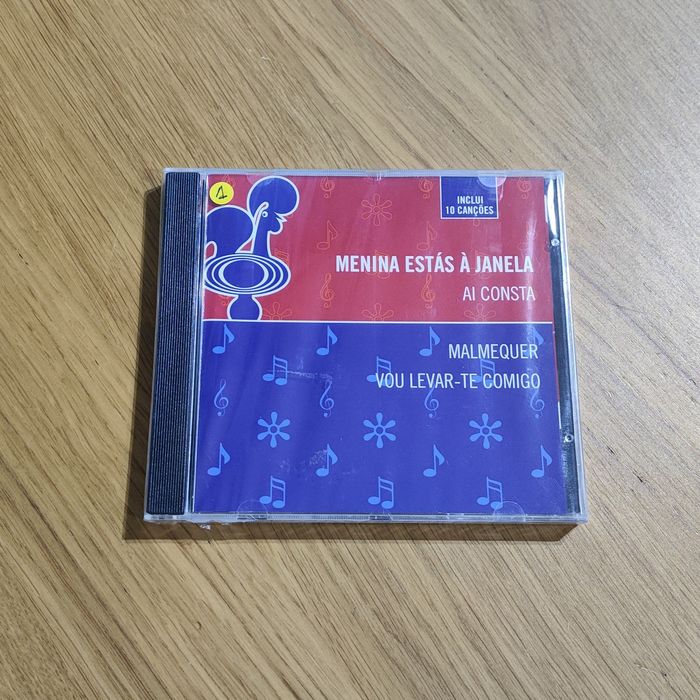 1
INCLUI
10 CANÇÕES
MENINA ESTÁS À JANELA
AI CONSTA
MALMEQUER
VOU LEVAR-TE COMIGO